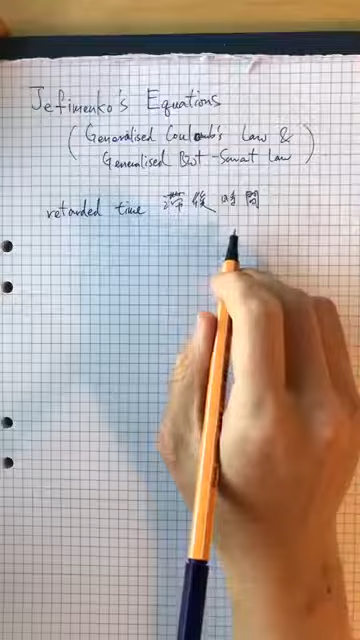 Jefimenko's Equations
(Generalised Coulomb's Law &
Generalised Biot-Savart Law)
retarded time 滯後時間